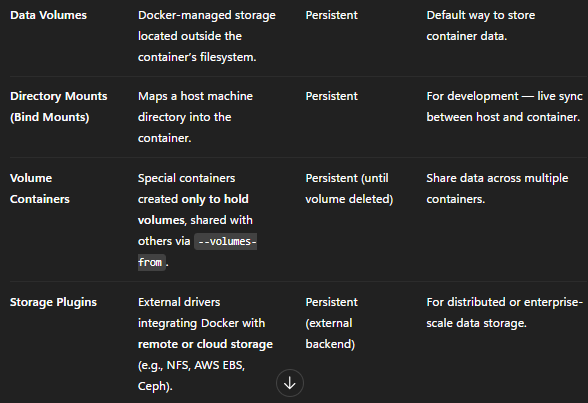 Data Volumes
Docker-managed storage
located outside the
container's filesystem.
Persistent
Default way to store
container data.
Directory Mounts
(Bind Mounts)
Maps a host machine
directory into the
container.
Persistent
For development — live sync
between host and container.
Volume
Containers
Special containers
created only to hold
volumes, shared with
others via --volumes-
from.
Persistent (until
volume deleted)
Share data across multiple
containers.
Storage Plugins
External drivers
integrating Docker with
remote or cloud storage
(e.g., NFS, AWS EBS,
Ceph).
Persistent
(external
backend)
For distributed or enterprise-
scale data storage.